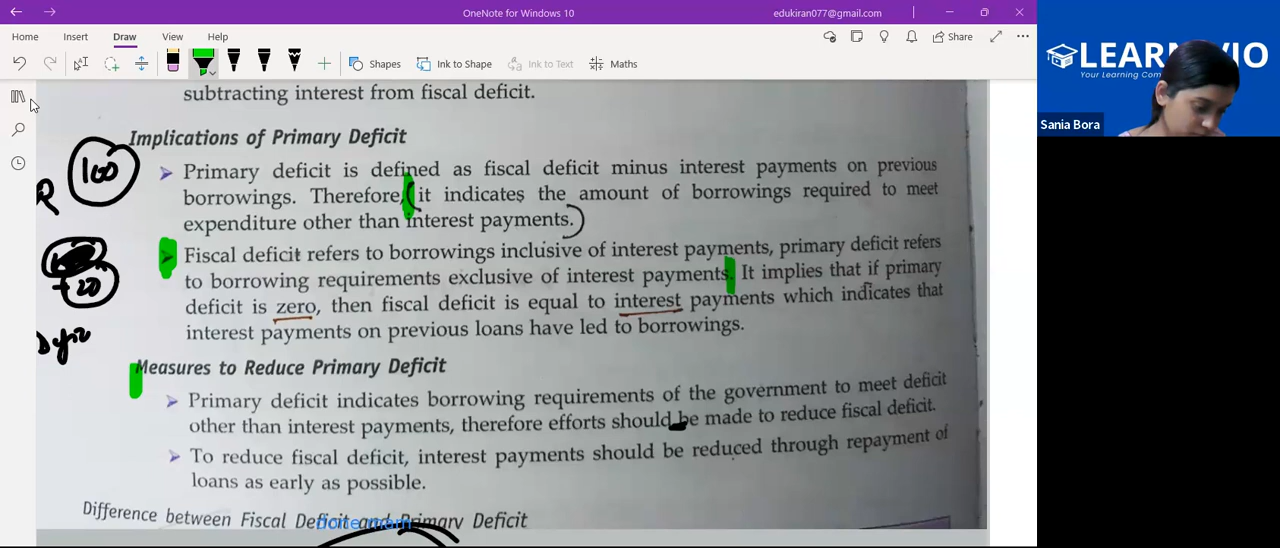 OneNote for Windows 10
edukiran077@gmail.com
Home Insert Draw View Help
Share
Shapes Ink to Shape Ink to Text Maths
subtracting interest from fiscal deficit.
Implications of Primary Deficit
Primary deficit is defined as fiscal deficit minus interest payments on previous
borrowings. Therefore, it indicates the amount of borrowings required to meet
expenditure other than interest payments.
Fiscal deficit refers to borrowings inclusive of interest payments, primary deficit refers
to borrowing requirements exclusive of interest payments. It implies that if primary
deficit is zero, then fiscal deficit is equal to interest payments which indicates that
interest payments on previous loans have led to borrowings.
Measures to Reduce Primary Deficit
Primary deficit indicates borrowing requirements of the government to meet deficit
other than interest payments, therefore efforts should be made to reduce fiscal deficit.
To reduce fiscal deficit, interest payments should be reduced through repayment of
loans as early as possible.
Difference between Fiscal Deficit and Primary Deficit
done mam
100
20
Your Learning Com
Sania Bora